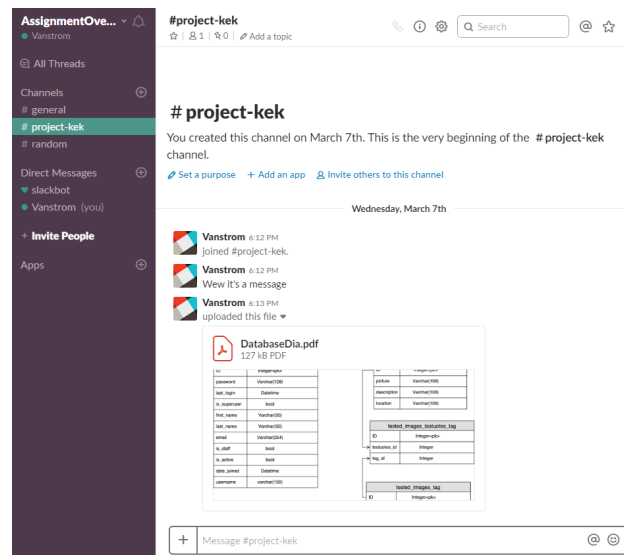 AssignmentOve...
Vanstrom
All Threads
Channels
# general
# project-kek
# random
Direct Messages
slackbot
Vanstrom (you)
+ Invite People
Apps
#project-kek
1 | 0 | Add a topic
Search
# project-kek
You created this channel on March 7th. This is the very beginning of the # project-kek
channel.
Set a purpose + Add an app Invite others to this channel
Wednesday, March 7th
Vanstrom 6:12 PM
joined #project-kek.
Vanstrom 6:12 PM
Wew it's a message
Vanstrom 6:13 PM
uploaded this file
DatabaseDia.pdf
127 kB PDF
password Varchar(128)
last_login Datetime
is_superuser bool
first_name Varchar(30)
last_name Varchar(30)
email Varchar(254)
is_staff bool
is_active bool
date_joined Datetime
username varchar(150)
picture Varchar(100)
description Varchar(100)
location Varchar(100)
tested_images_testuotos_tag
ID Integer<pk>
testuotos_id Integer
tag_id Integer
tested_images_tag
ID Integer<pk>
+ Message #project-kek @